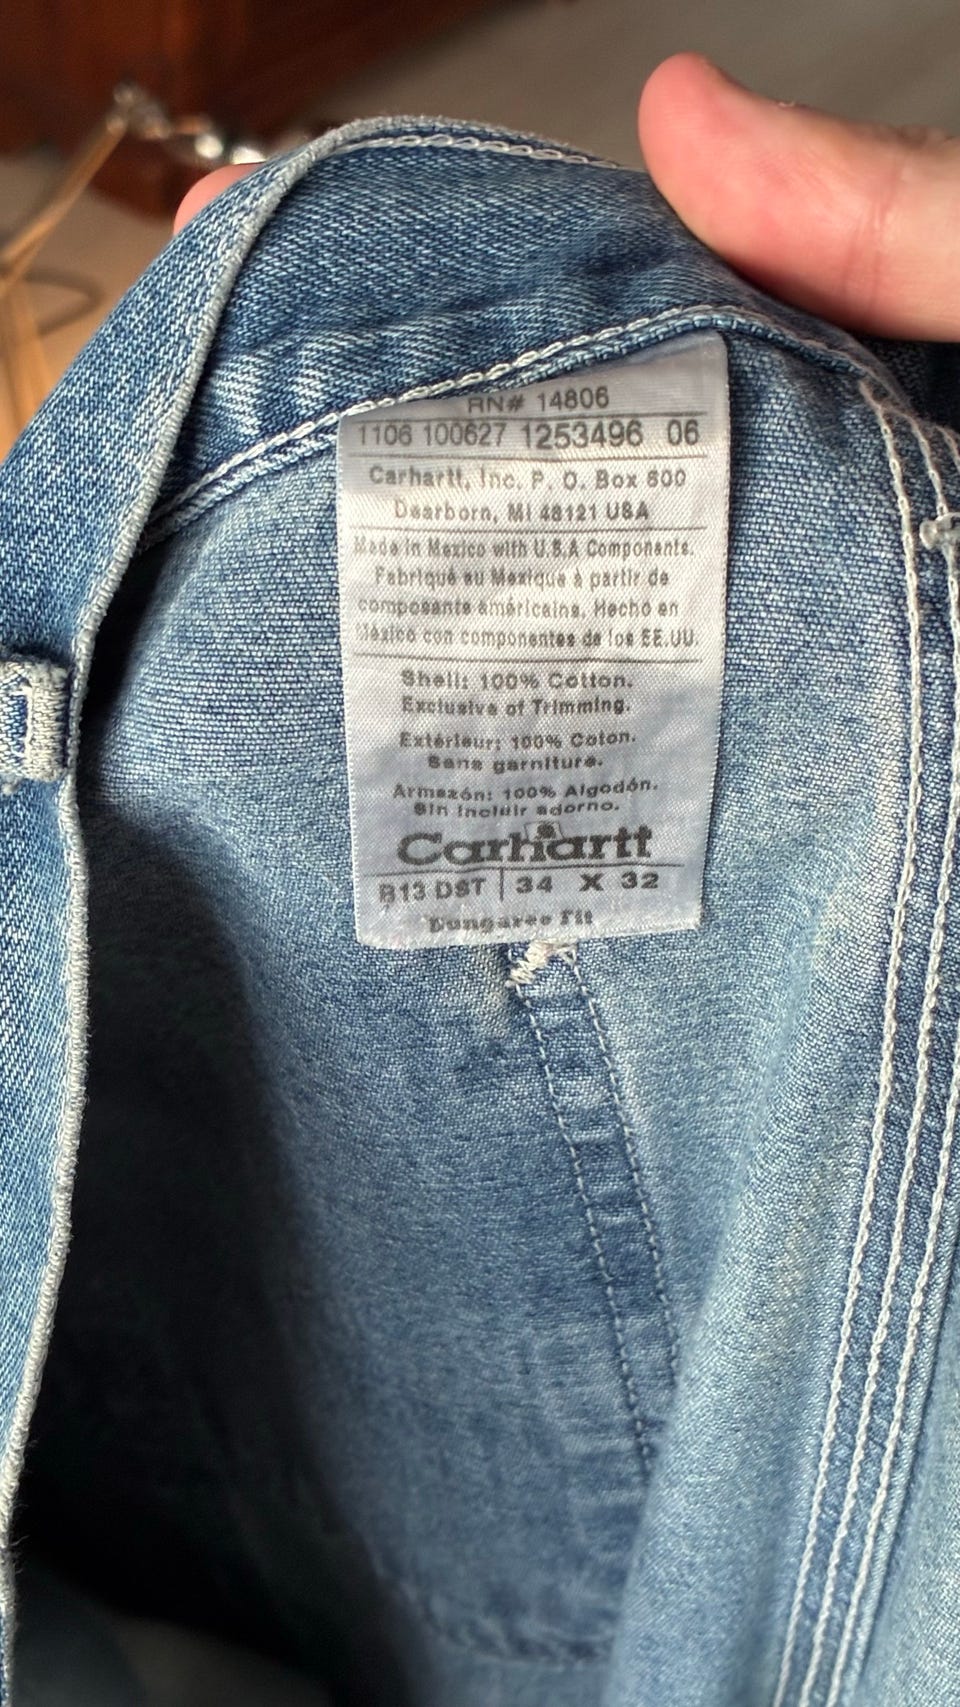 RN# 14806
1106 100627 1253496 06
Carhartt, Inc. P. O. Box 600
Dearborn, MI 48121 USA
Made in Mexico with U.S.A Components.
Fabriqué au Mexique à partir de
composants américains. Hecho en
México con componentes de los EE.UU.
Shell: 100% Cotton.
Exclusive of Trimming.
Extérieur: 100% Coton.
Sans garniture.
Armazón: 100% Algodón.
Sin incluir adorno.
Carhartt
B13 DST | 34 X 32
Dungaree Fit